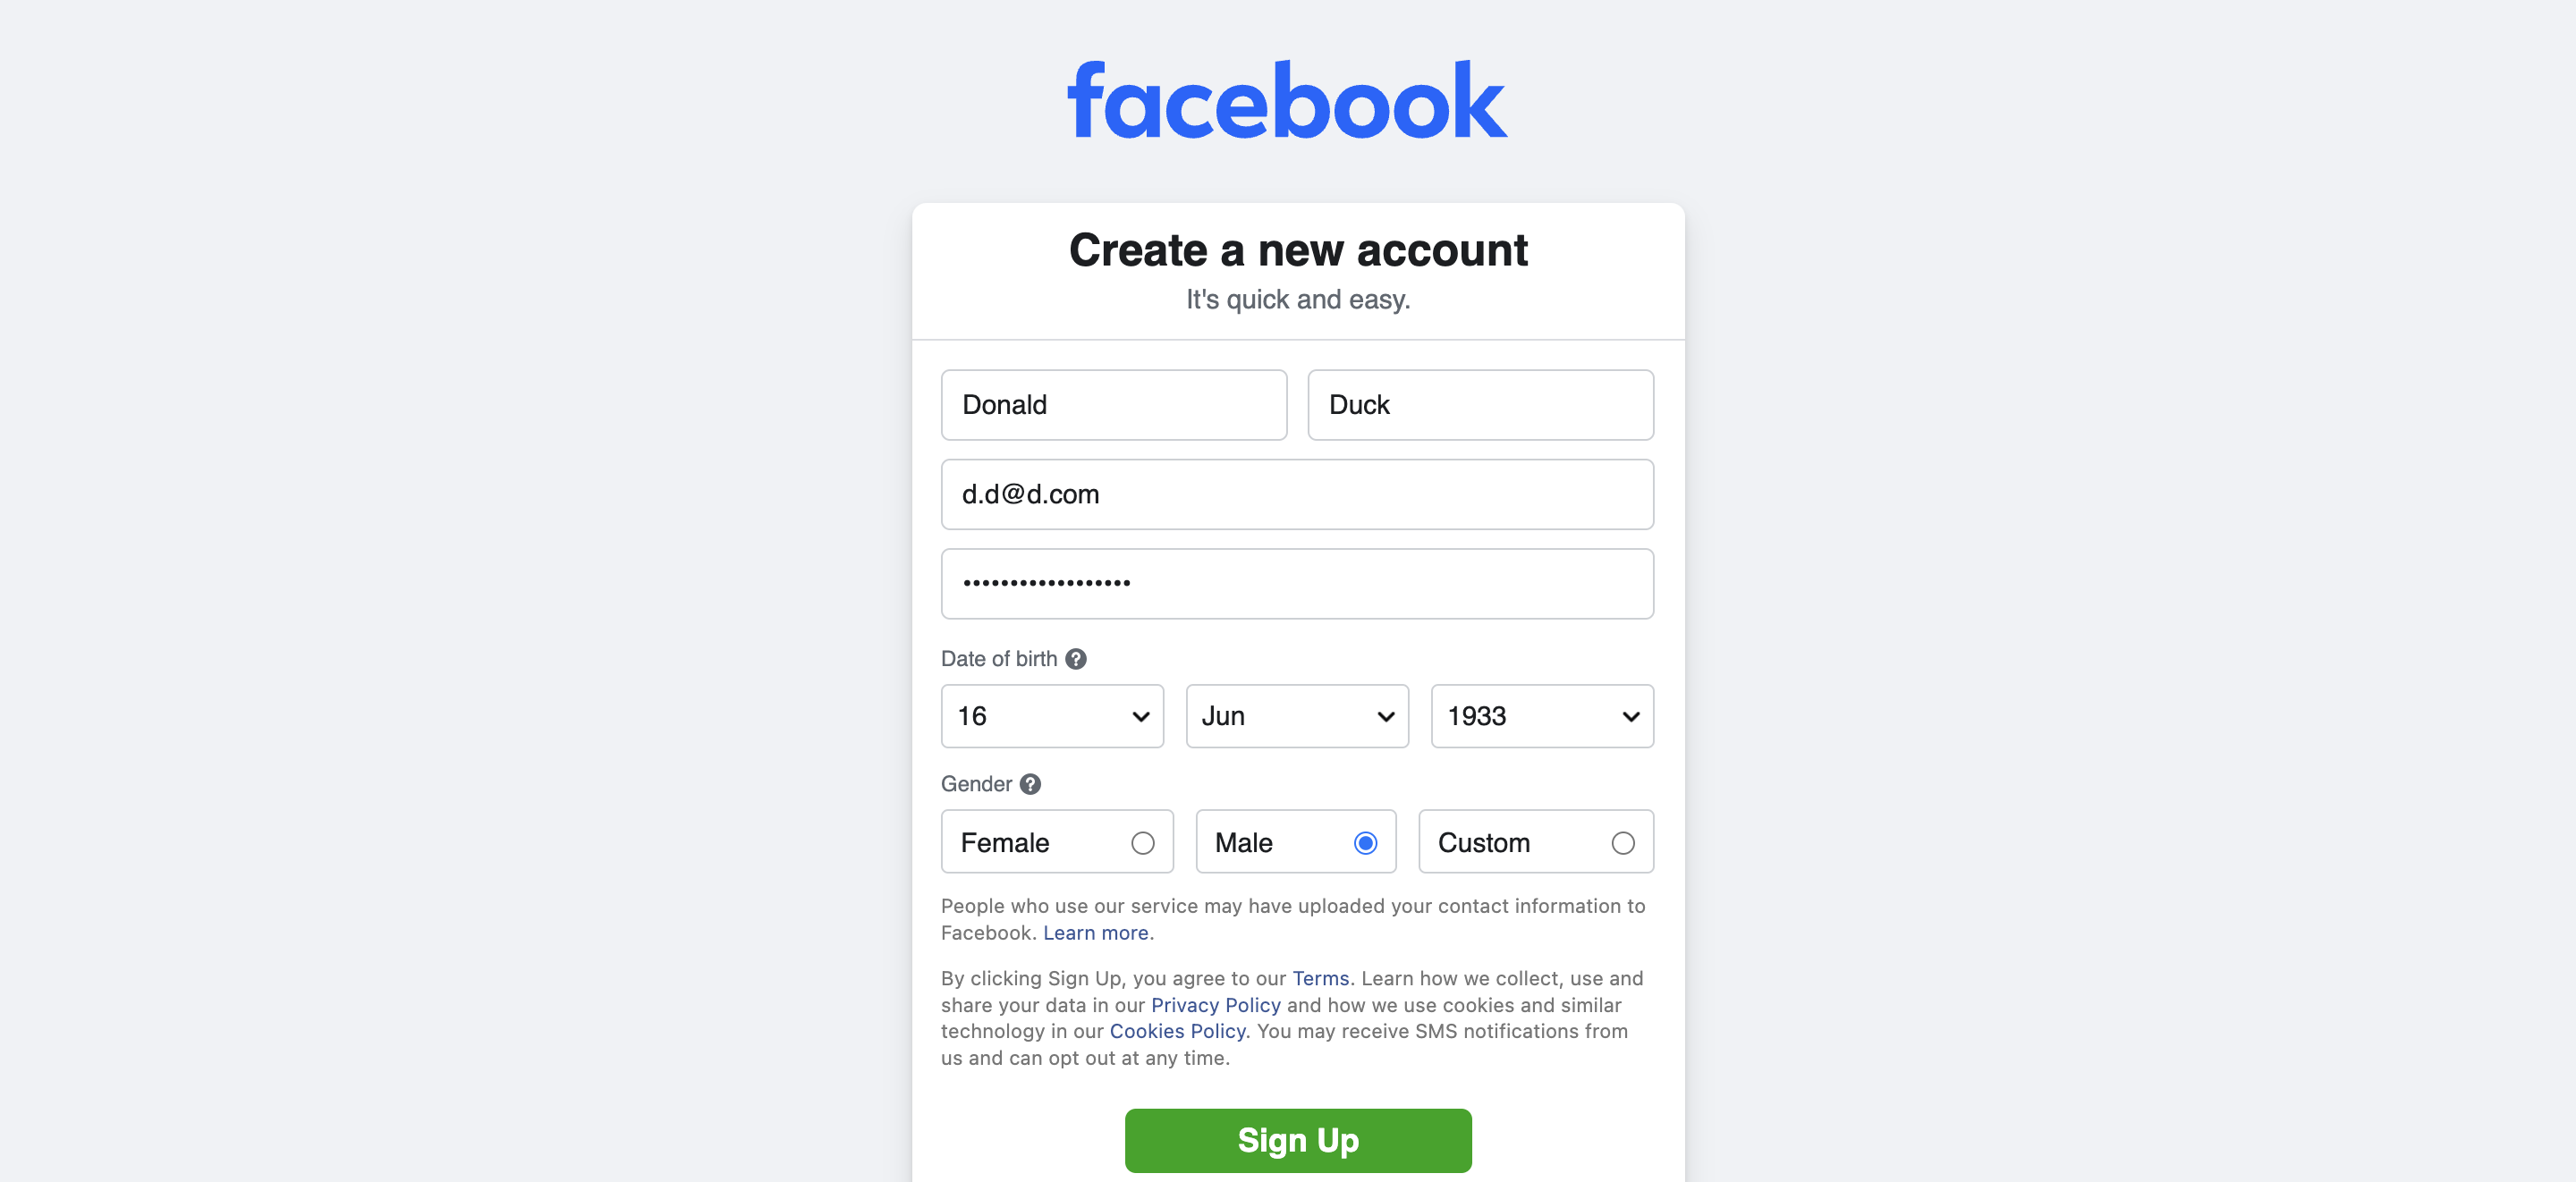 facebook
Create a new account
It's quick and easy.
Donald Duck
d.d@d.com
••••••••••••••••••
Date of birth ?
16 Jun 1933
Gender ?
Female Male Custom
People who use our service may have uploaded your contact information to
Facebook. Learn more.
By clicking Sign Up, you agree to our Terms. Learn how we collect, use and
share your data in our Privacy Policy and how we use cookies and similar
technology in our Cookies Policy. You may receive SMS notifications from
us and can opt out at any time.
Sign Up